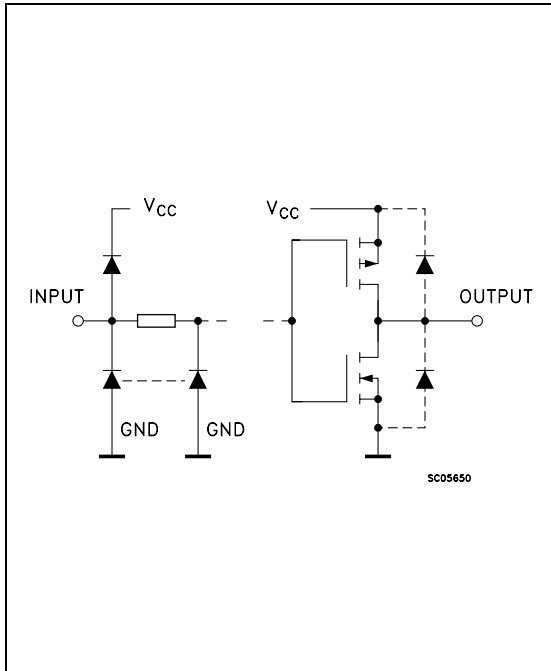 VCC
VCC
INPUT
OUTPUT
GND
GND
SC05650